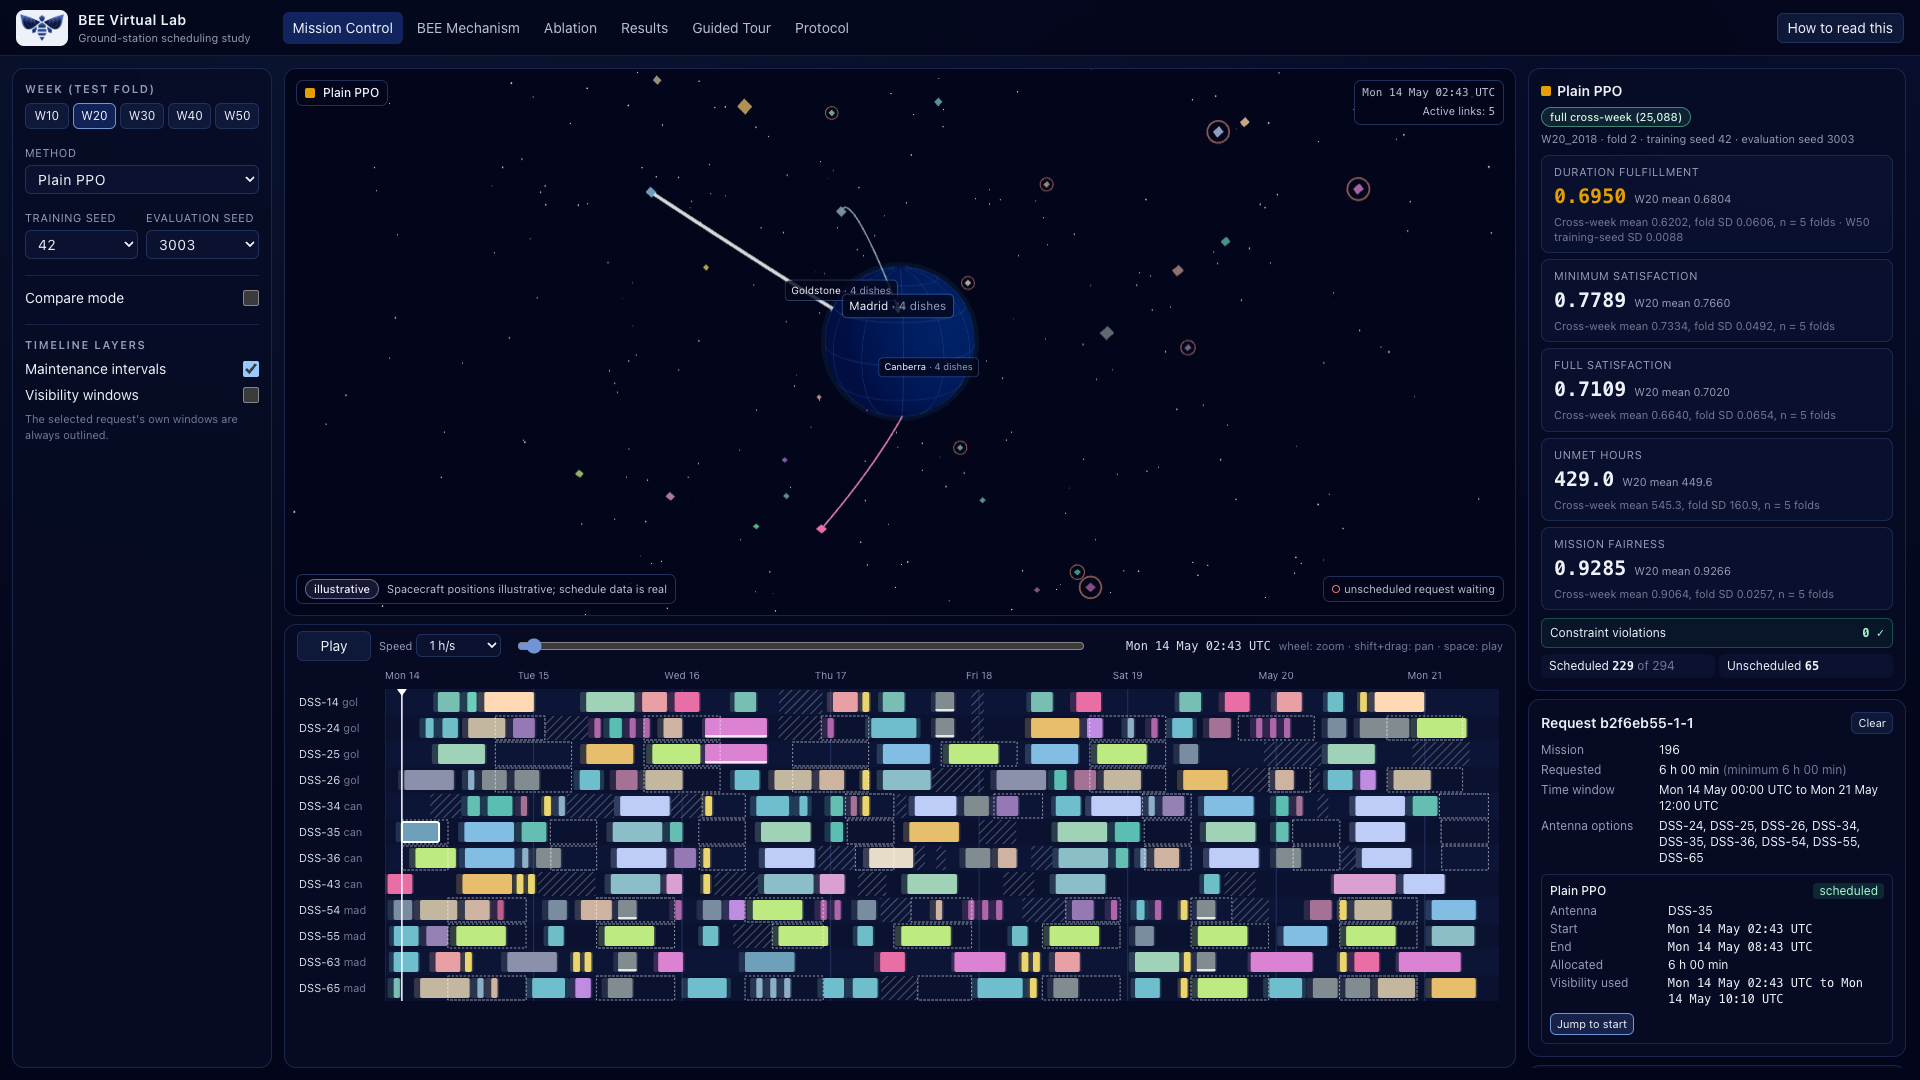 BEE Virtual Lab
Ground-station scheduling study
Mission Control
BEE Mechanism
Ablation
Results
Guided Tour
Protocol
How to read this
WEEK (TEST FOLD)
W10 W20 W30 W40 W50
METHOD
Plain PPO
TRAINING SEED EVALUATION SEED
42 3003
Compare mode
TIMELINE LAYERS
Maintenance intervals
Visibility windows
The selected request's own windows are
always outlined.
Plain PPO
Mon 14 May 02:43 UTC
Active links: 5
Goldstone · 4 dishes
Madrid · 4 dishes
Canberra · 4 dishes
illustrative Spacecraft positions illustrative; schedule data is real
unscheduled request waiting
Play Speed 1 h/s Mon 14 May 02:43 UTC wheel: zoom · shift+drag: pan · space: play
Mon 14 Tue 15 Wed 16 Thu 17 Fri 18 Sat 19 May 20 Mon 21
DSS-14 gol
DSS-24 gol
DSS-25 gol
DSS-26 gol
DSS-34 can
DSS-35 can
DSS-36 can
DSS-43 can
DSS-54 mad
DSS-55 mad
DSS-63 mad
DSS-65 mad
Plain PPO
full cross-week (25,088)
W20_2018 · fold 2 · training seed 42 · evaluation seed 3003
DURATION FULFILLMENT
0.6950 W20 mean 0.6804
Cross-week mean 0.6202, fold SD 0.0606, n = 5 folds · W50
training-seed SD 0.0088
MINIMUM SATISFACTION
0.7789 W20 mean 0.7660
Cross-week mean 0.7334, fold SD 0.0492, n = 5 folds
FULL SATISFACTION
0.7109 W20 mean 0.7020
Cross-week mean 0.6640, fold SD 0.0654, n = 5 folds
UNMET HOURS
429.0 W20 mean 449.6
Cross-week mean 545.3, fold SD 160.9, n = 5 folds
MISSION FAIRNESS
0.9285 W20 mean 0.9266
Cross-week mean 0.9064, fold SD 0.0257, n = 5 folds
Constraint violations 0 ✓
Scheduled 229 of 294 Unscheduled 65
Request b2f6eb55-1-1 Clear
Mission 196
Requested 6 h 00 min (minimum 6 h 00 min)
Time window Mon 14 May 00:00 UTC to Mon 21 May
12:00 UTC
Antenna options DSS-24, DSS-25, DSS-26, DSS-34,
DSS-35, DSS-36, DSS-54, DSS-55,
DSS-65
Plain PPO scheduled
Antenna DSS-35
Start Mon 14 May 02:43 UTC
End Mon 14 May 08:43 UTC
Allocated 6 h 00 min
Visibility used Mon 14 May 02:43 UTC to Mon
14 May 10:10 UTC
Jump to start